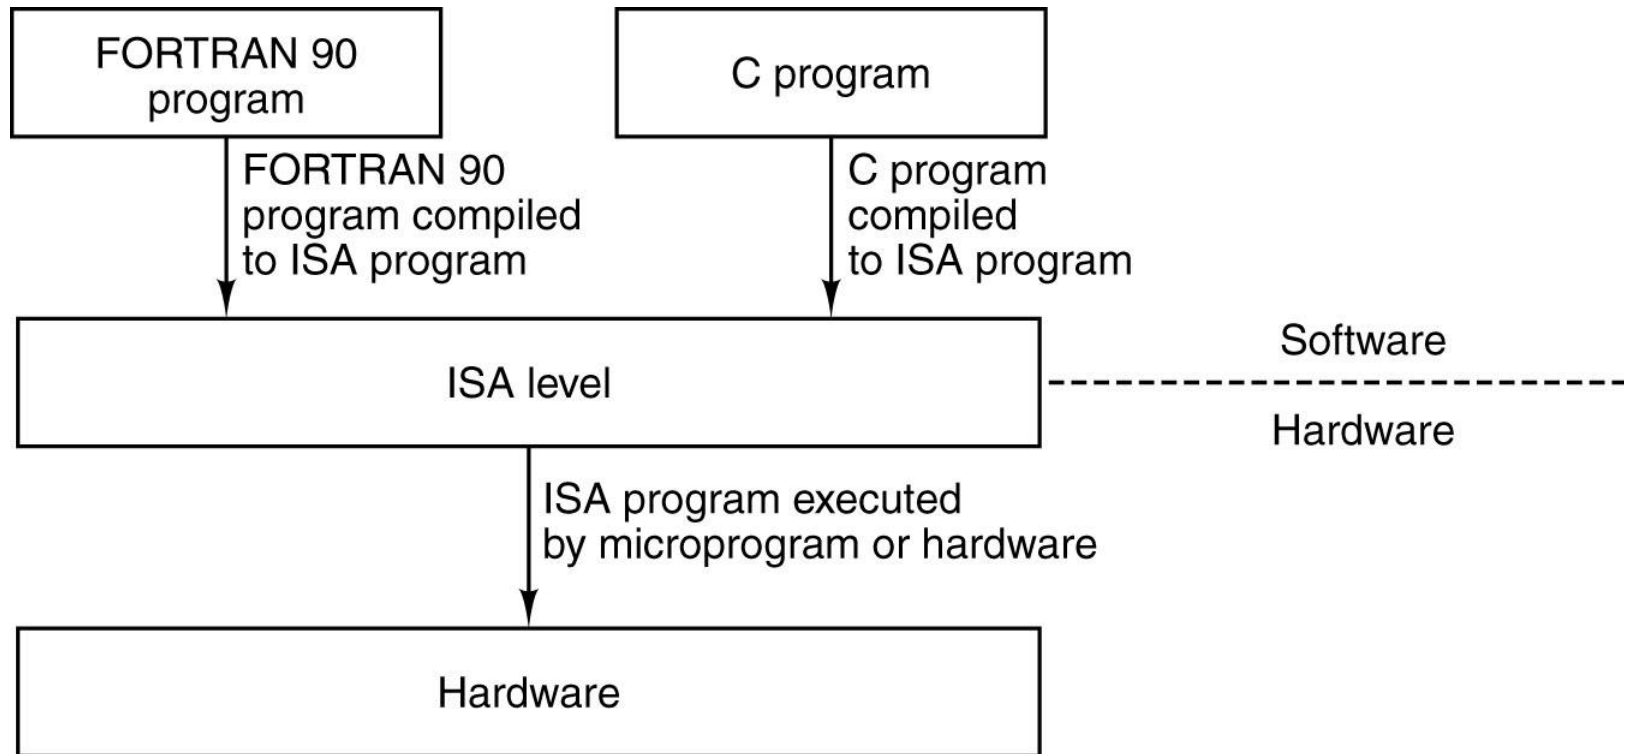 FORTRAN 90
program
C program
FORTRAN 90
program compiled
to ISA program
C program
compiled
to ISA program
ISA level
Software
Hardware
ISA program executed
by microprogram or hardware
Hardware